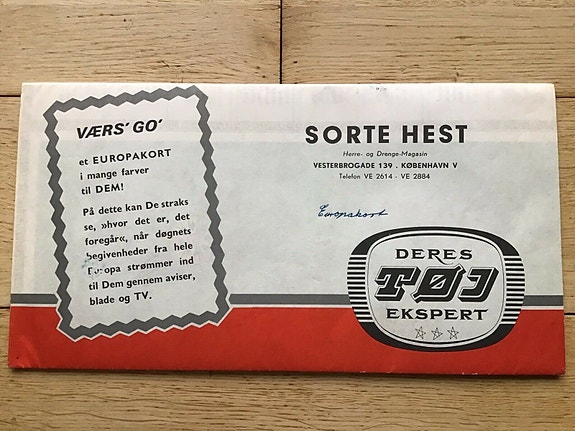 VÆRS' GO'
et EUROPAKORT
i mange farver
til DEM!
På dette kan De straks
se, »hvor det er, det
foregår«, når døgnets
begivenheder fra hele
Europa strømmer ind
til Dem gennem aviser,
blade og TV.
SORTE HEST
Herre- og Drenge-Magasin
VESTERBROGADE 139 . KØBENHAVN V
Telefon VE 2614 - VE 2884
Europakort
DERES
TØJ
EKSPERT